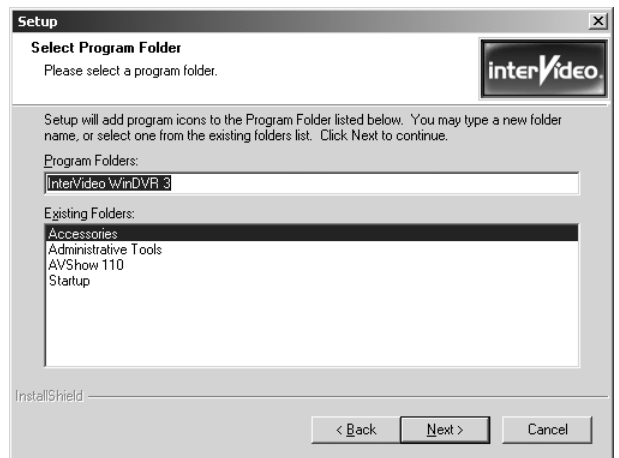 Setup
Select Program Folder
Please select a program folder.
interVideo.
Setup will add program icons to the Program Folder listed below. You may type a new folder
name, or select one from the existing folders list. Click Next to continue.
Program Folders:
InterVideo WinDVR 3
Existing Folders:
Accessories
Administrative Tools
AVShow 110
Startup
InstallShield
< Back
Next >
Cancel